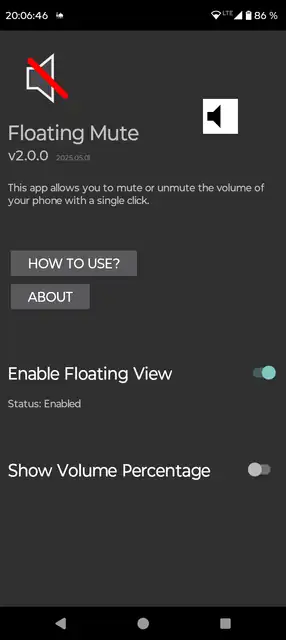 20:06:46 LTE 86 %
Floating Mute
v2.0.0 2025.05.01
This app allows you to mute or unmute the volume of
your phone with a single click.
HOW TO USE?
ABOUT
Enable Floating View
Status: Enabled
Show Volume Percentage